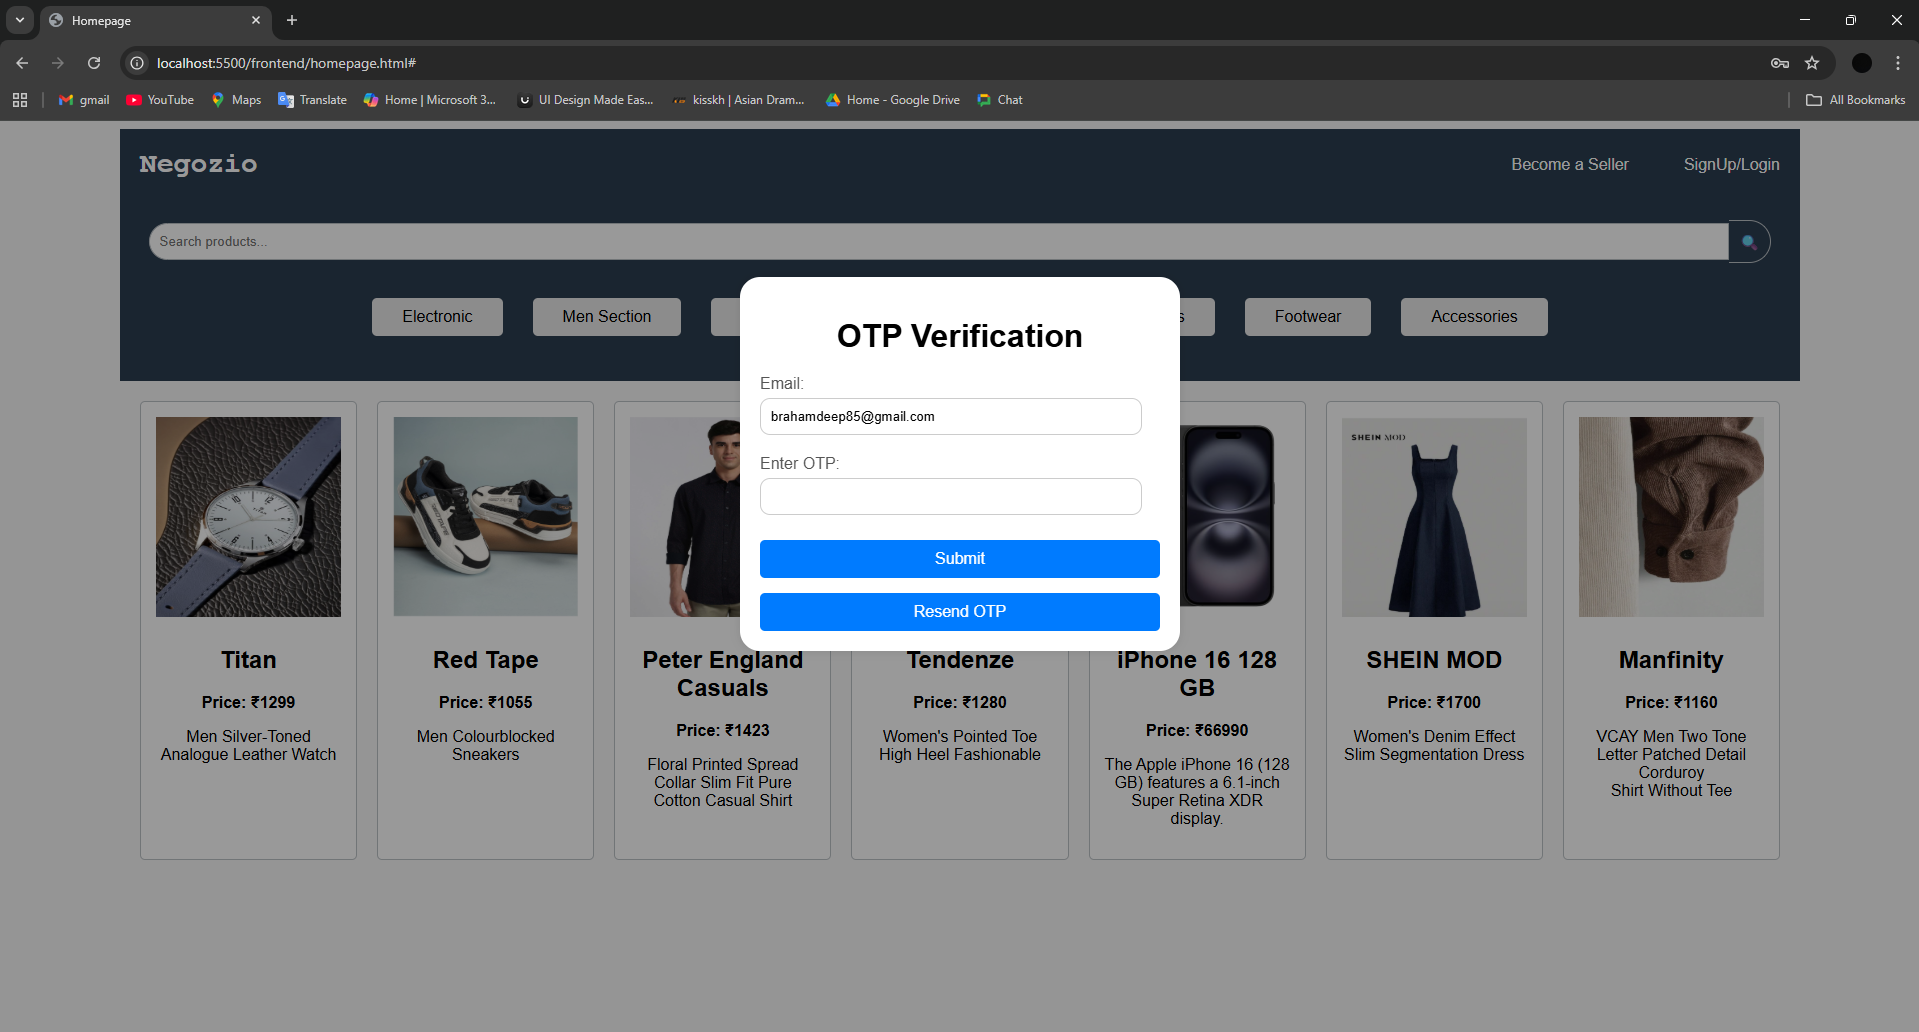 Homepage
localhost:5500/frontend/homepage.html#
gmail
YouTube
Maps
Translate
Home | Microsoft 3...
UI Design Made Eas...
kisskh | Asian Dram...
Home - Google Drive
Chat
All Bookmarks
Negozio
Become a Seller
SignUp/Login
Search products...
Electronic
Men Section
Footwear
Accessories
OTP Verification
Email:
brahamdeep85@gmail.com
Enter OTP:
Submit
Resend OTP
SHEIN MOD
Titan
Price: ₹1299
Men Silver-Toned
Analogue Leather Watch
Red Tape
Price: ₹1055
Men Colourblocked
Sneakers
Peter England
Casuals
Price: ₹1423
Floral Printed Spread
Collar Slim Fit Pure
Cotton Casual Shirt
Tendenze
Price: ₹1280
Women's Pointed Toe
High Heel Fashionable
iPhone 16 128
GB
Price: ₹66990
The Apple iPhone 16 (128
GB) features a 6.1-inch
Super Retina XDR
display.
SHEIN MOD
Price: ₹1700
Women's Denim Effect
Slim Segmentation Dress
Manfinity
Price: ₹1160
VCAY Men Two Tone
Letter Patched Detail
Corduroy
Shirt Without Tee